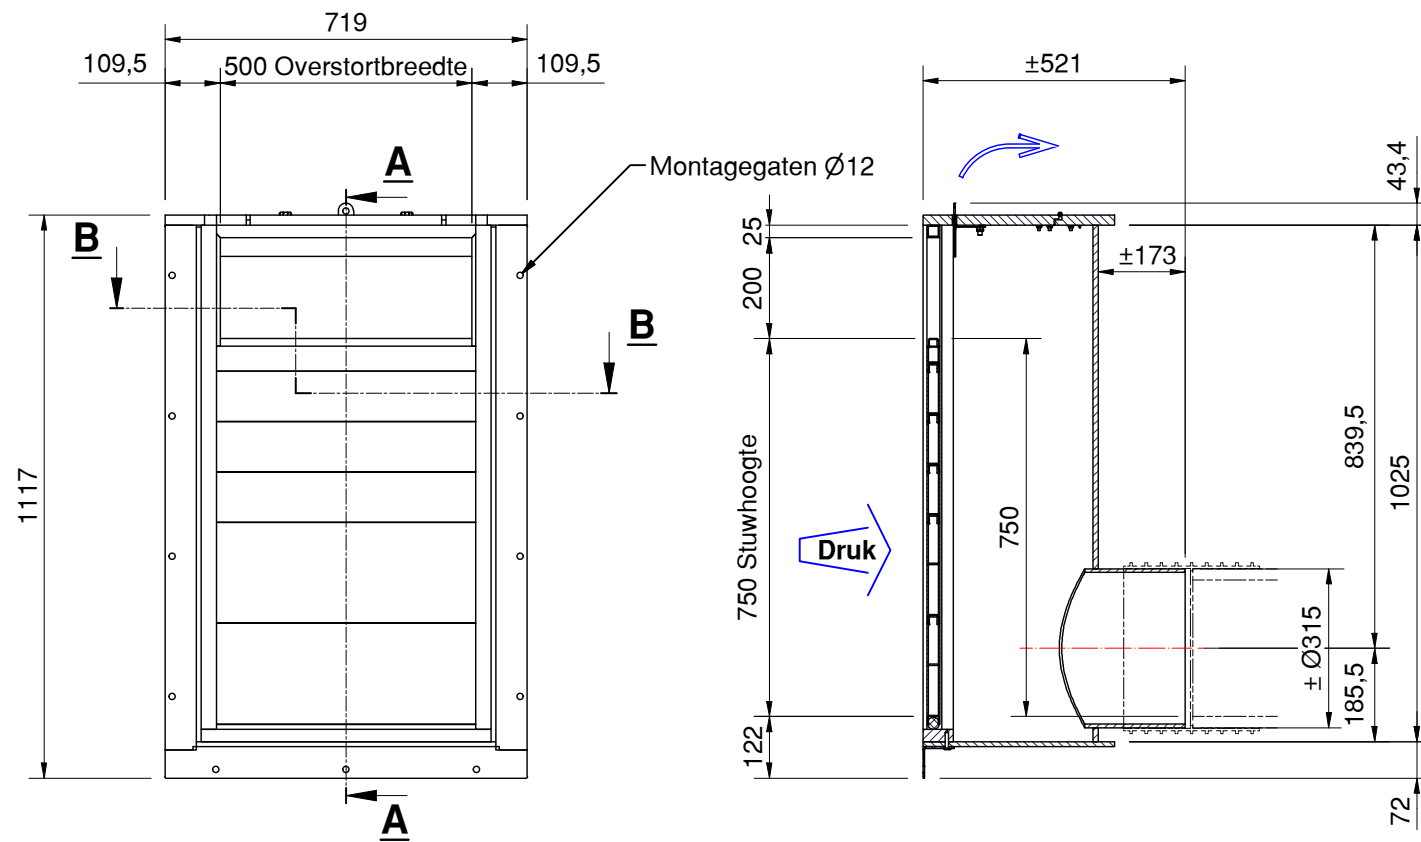 719
109,5
500 Overstortbreedte
109,5
A
Montagegaten Ø12
B
B
1117
A
±521
43,4
25
±173
200
839,5
1025
750 Stuwhoogte
750
Druk
± Ø315
185,5
122
72